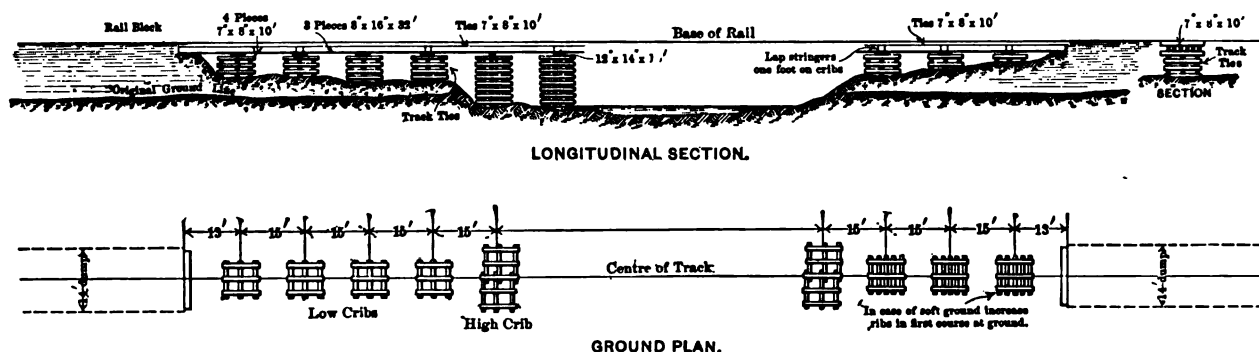 4 Pieces
7"x 8"x 10'
Rail Block
3 Pieces 8"x 16"x 32'
Ties 7"x 8"x 10'
Base of Rail
Ties 7"x 8"x 10'
7"x 8"x 10'
Lap stringers
one foot on cribs
Track
Ties
Original Ground
Track Ties
SECTION
LONGITUDINAL SECTION.
13' 15' 15' 15' 15' 15' 15' 15' 13'
Centre of Track
14' dump
Low Cribs
High Crib
In case of soft ground increase
ribs in first course at ground.
GROUND PLAN.